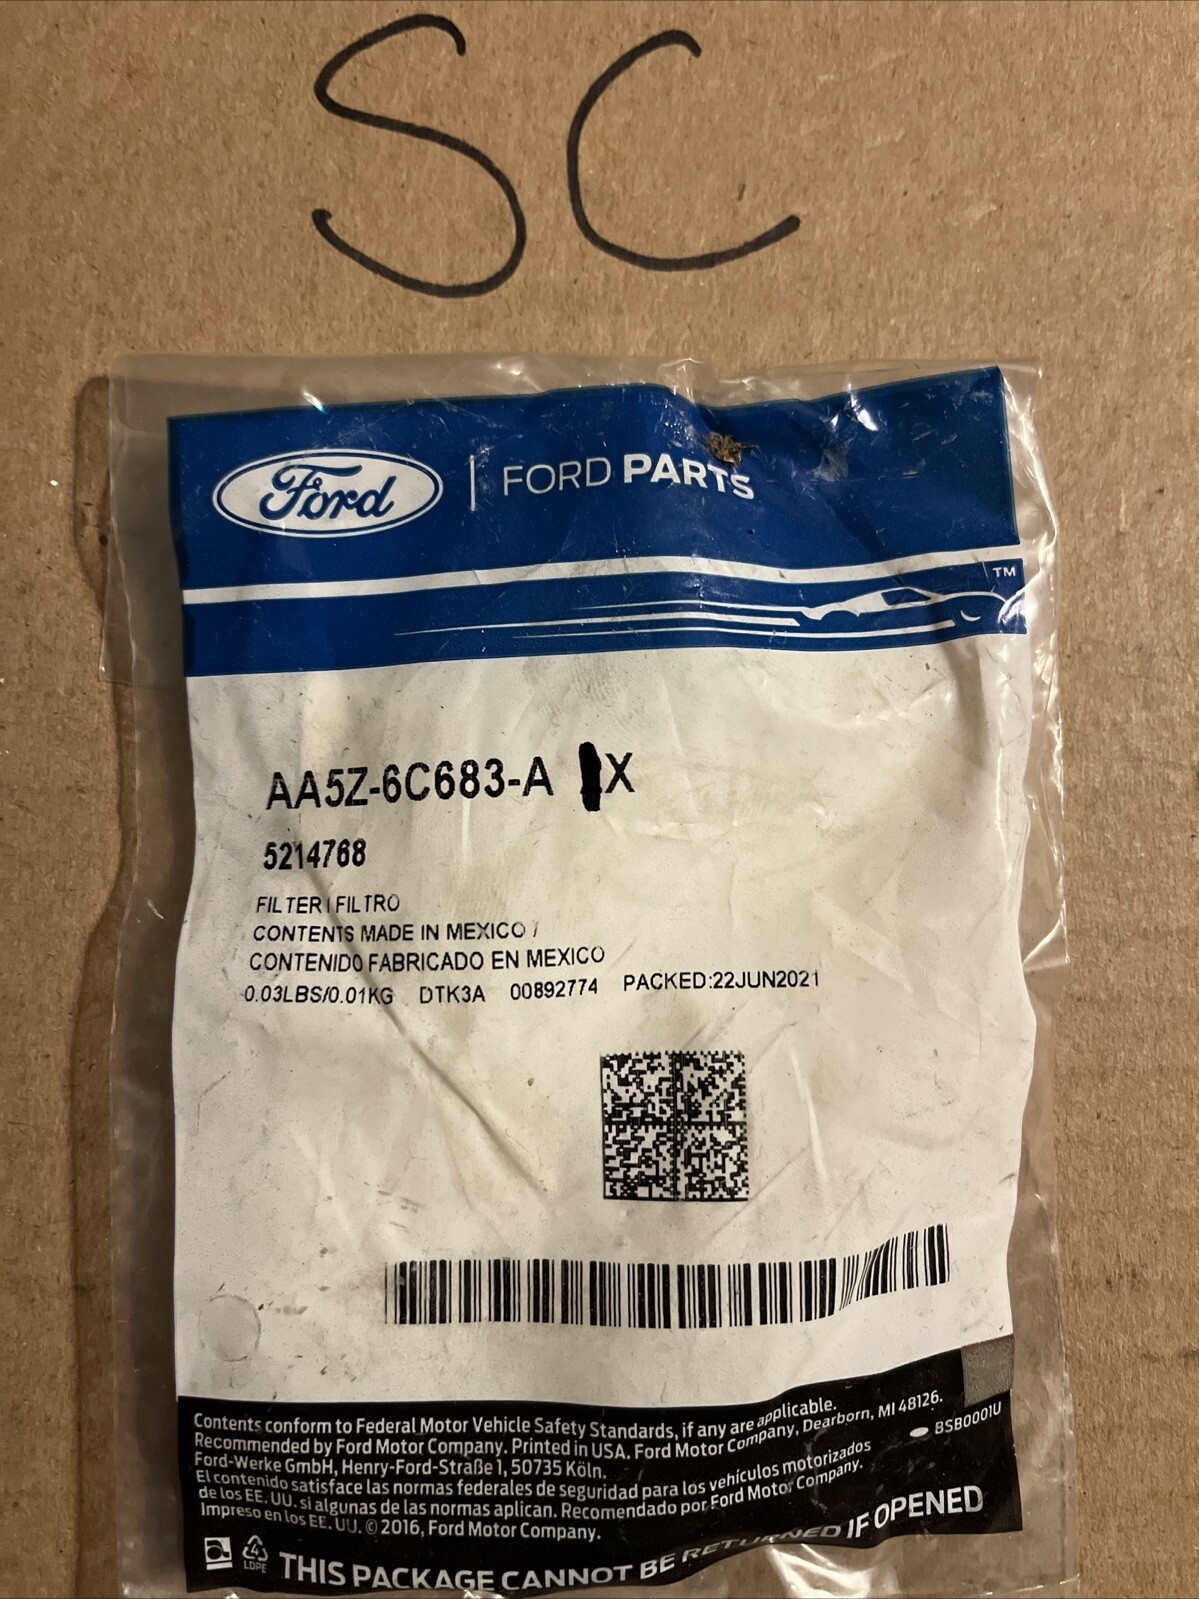 SC
Ford | FORD PARTS
TM
AA5Z-6C683-A X
5214768
FILTER / FILTRO
CONTENTS MADE IN MEXICO /
CONTENIDO FABRICADO EN MEXICO
0.03LBS/0.01KG DTK3A 00892774 PACKED:22JUN2021
Contents conform to Federal Motor Vehicle Safety Standards, if any are applicable.
Recommended by Ford Motor Company. Printed in USA. Ford Motor Company, Dearborn, MI 48126.
Ford-Werke GmbH, Henry-Ford-Straße 1, 50735 Köln.
BSB0001U
El contenido satisface las normas federales de seguridad para los vehículos motorizados
de los EE. UU. si algunas de las normas aplican. Recomendado por Ford Motor Company.
Impreso en los EE. UU. © 2016, Ford Motor Company.
4
LDPE
THIS PACKAGE CANNOT BE RETURNED IF OPENED